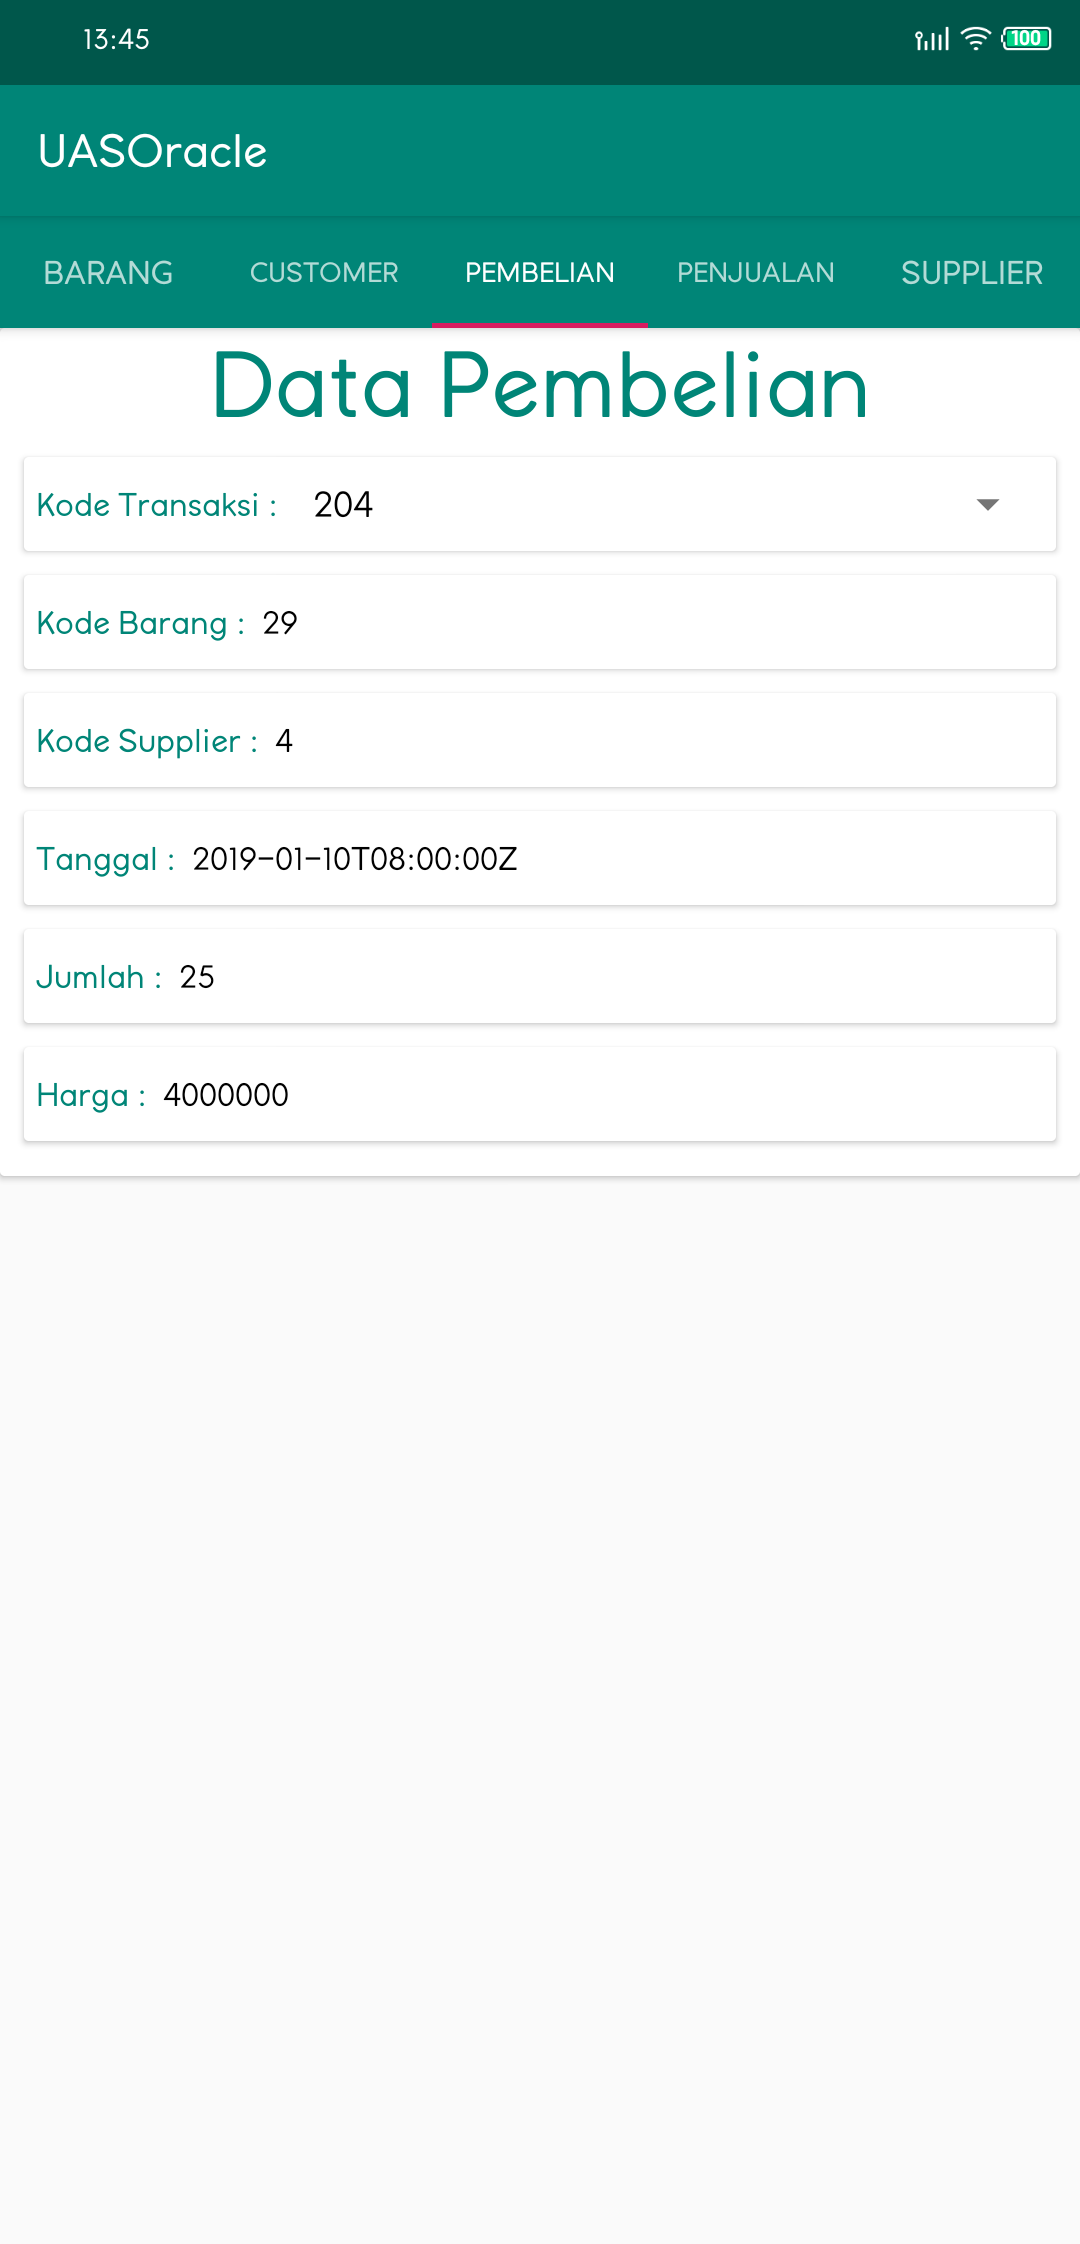 13:45
100
UASOracle
BARANG CUSTOMER PEMBELIAN PENJUALAN SUPPLIER
Data Pembelian
Kode Transaksi : 204
Kode Barang : 29
Kode Supplier : 4
Tanggal : 2019-01-10T08:00:00Z
Jumlah : 25
Harga : 4000000